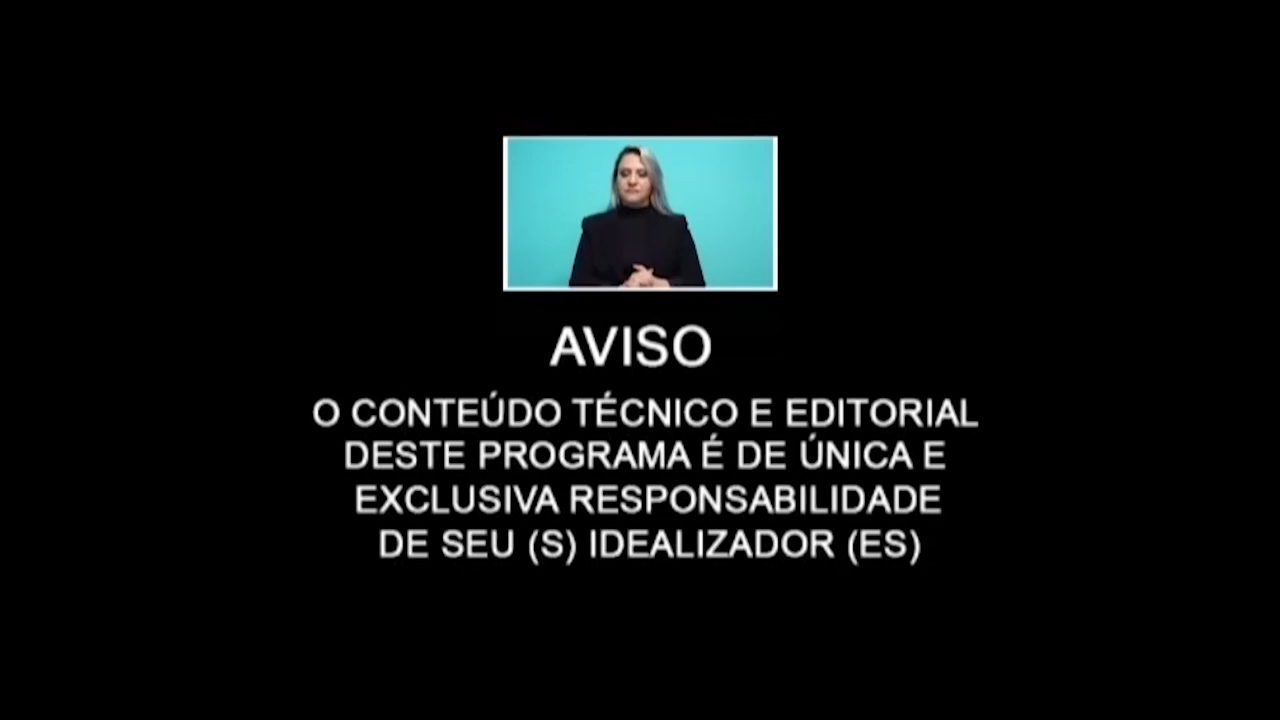 AVISO
O CONTEÚDO TÉCNICO E EDITORIAL
DESTE PROGRAMA É DE ÚNICA E
EXCLUSIVA RESPONSABILIDADE
DE SEU (S) IDEALIZADOR (ES)